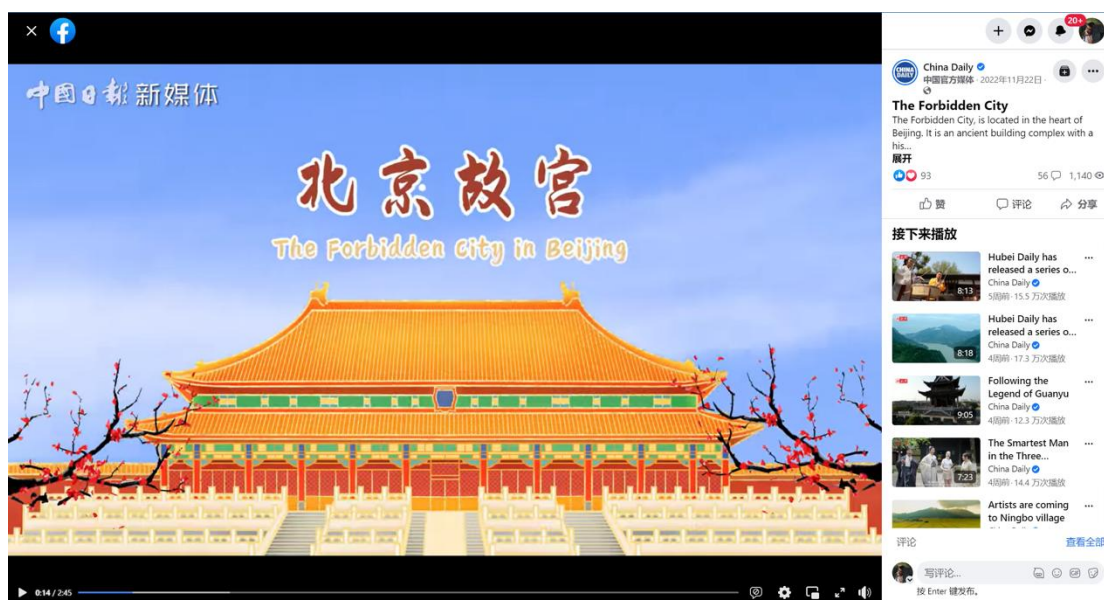 中国日报 新媒体
北京故宫
The Forbidden City in Beijing
0:14 / 2:45
20+
CHINA DAILY
China Daily
中国官方媒体 · 2022年11月22日 ·
The Forbidden City
The Forbidden City, is located in the heart of
Beijing. It is an ancient building complex with a
his...
展开
93
56
1,140
赞
评论
分享
接下来播放
8:13
Hubei Daily has
released a series o...
China Daily
5周前 · 15.5 万次播放
8:18
Hubei Daily has
released a series o...
China Daily
4周前 · 17.3 万次播放
9:05
Following the
Legend of Guanyu
China Daily
4周前 · 12.3 万次播放
7:23
The Smartest Man
in the Three...
China Daily
4周前 · 14.4 万次播放
Artists are coming
to Ningbo village
评论
查看全部
写评论...
按 Enter 键发布。